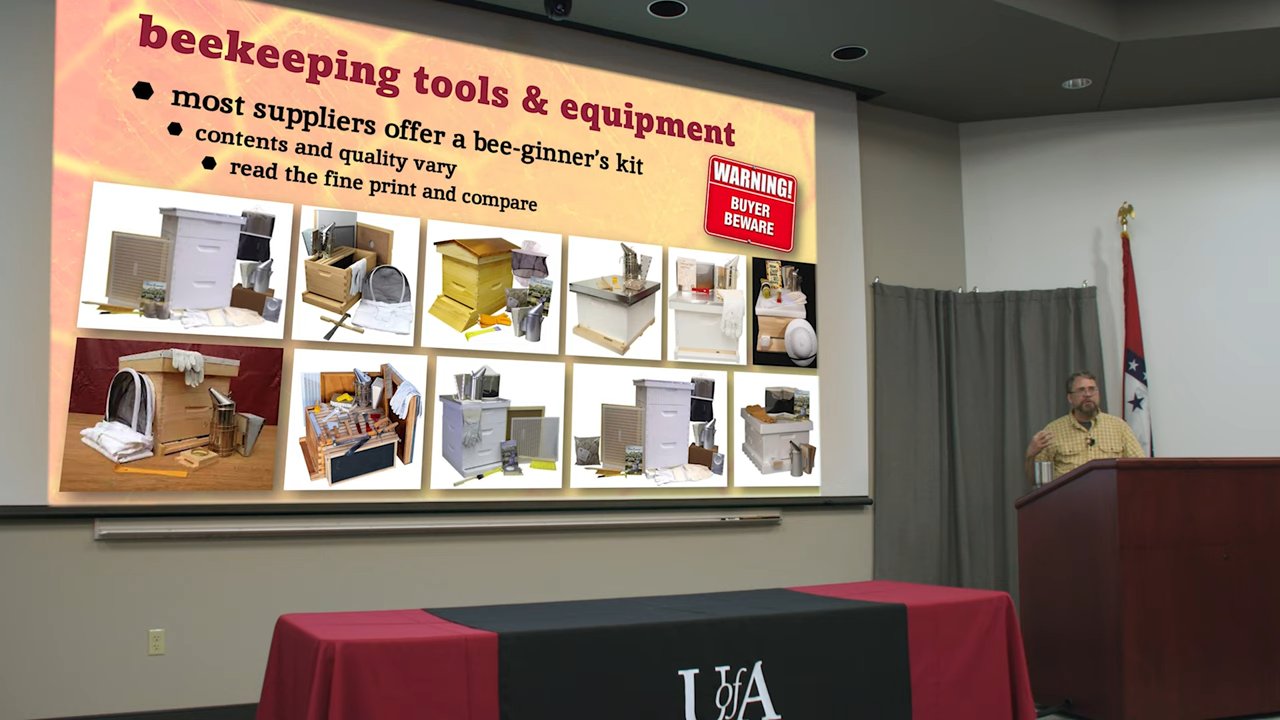 beekeeping tools & equipment
most suppliers offer a bee-ginner's kit
contents and quality vary
read the fine print and compare
WARNING!
BUYER
BEWARE
U of A